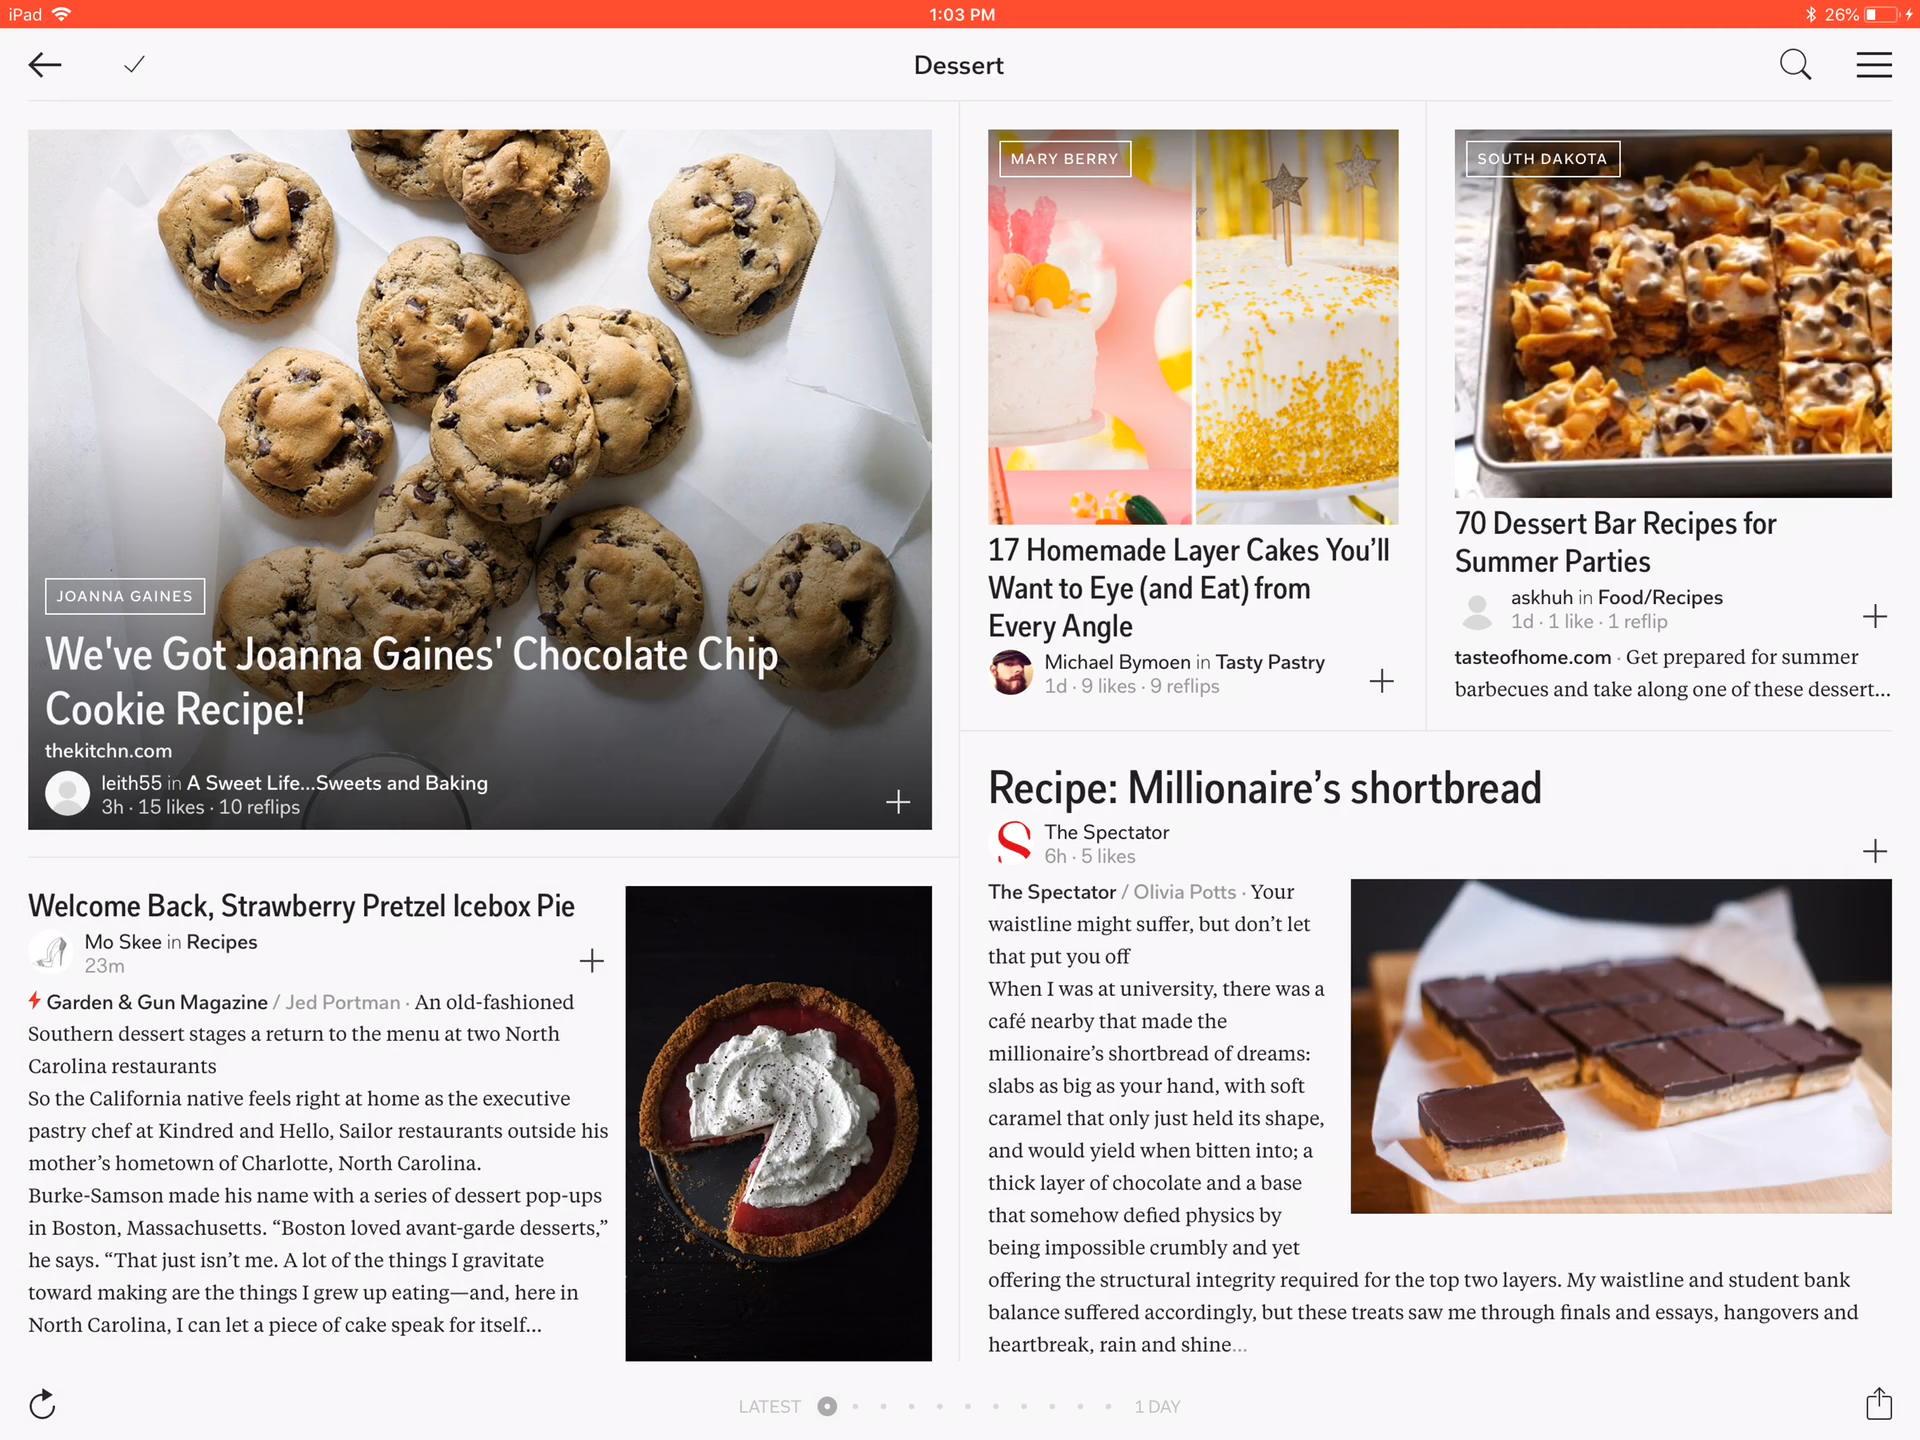 iPad
1:03 PM
26%
Dessert
JOANNA GAINES
We've Got Joanna Gaines' Chocolate Chip
Cookie Recipe!
thekitchn.com
leith55 in A Sweet Life...Sweets and Baking
3h · 15 likes · 10 reflips
MARY BERRY
17 Homemade Layer Cakes You’ll
Want to Eye (and Eat) from
Every Angle
Michael Bymoen in Tasty Pastry
1d · 9 likes · 9 reflips
SOUTH DAKOTA
70 Dessert Bar Recipes for
Summer Parties
askhuh in Food/Recipes
1d · 1 like · 1 reflip
tasteofhome.com · Get prepared for summer
barbecues and take along one of these dessert...
Welcome Back, Strawberry Pretzel Icebox Pie
Mo Skee in Recipes
23m
Garden & Gun Magazine / Jed Portman · An old-fashioned
Southern dessert stages a return to the menu at two North
Carolina restaurants
So the California native feels right at home as the executive
pastry chef at Kindred and Hello, Sailor restaurants outside his
mother’s hometown of Charlotte, North Carolina.
Burke-Samson made his name with a series of dessert pop-ups
in Boston, Massachusetts. “Boston loved avant-garde desserts,”
he says. “That just isn’t me. A lot of the things I gravitate
toward making are the things I grew up eating—and, here in
North Carolina, I can let a piece of cake speak for itself...
Recipe: Millionaire’s shortbread
The Spectator
6h · 5 likes
The Spectator / Olivia Potts · Your
waistline might suffer, but don’t let
that put you off
When I was at university, there was a
café nearby that made the
millionaire’s shortbread of dreams:
slabs as big as your hand, with soft
caramel that only just held its shape,
and would yield when bitten into; a
thick layer of chocolate and a base
that somehow defied physics by
being impossible crumbly and yet
offering the structural integrity required for the top two layers. My waistline and student bank
balance suffered accordingly, but these treats saw me through finals and essays, hangovers and
heartbreak, rain and shine...
LATEST
1 DAY